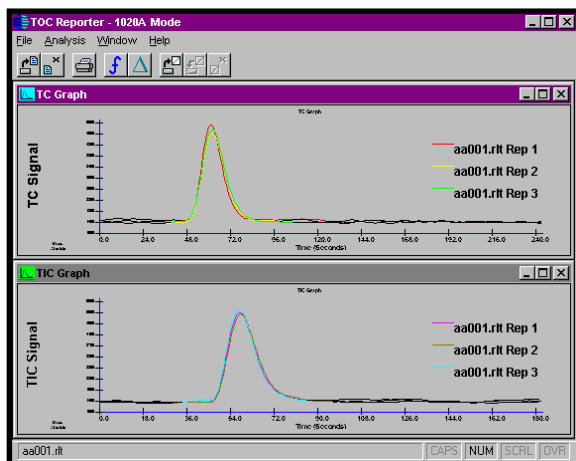 TOC Reporter - 1020A Mode
File Analysis Window Help
TC Graph
TC Graph
TC Signal
aa001.rlt Rep 1
aa001.rlt Rep 2
aa001.rlt Rep 3
0.0 24.0 48.0 72.0 96.0 120.0 144.0 168.0 192.0 216.0 240.0
Time (Seconds)
TIC Graph
TIC Graph
TIC Signal
aa001.rlt Rep 1
aa001.rlt Rep 2
aa001.rlt Rep 3
0.0 18.0 36.0 54.0 72.0 90.0 108.0 126.0 144.0 162.0 180.0
Time (Seconds)
aa001.rlt CAPS NUM SCRL OVR